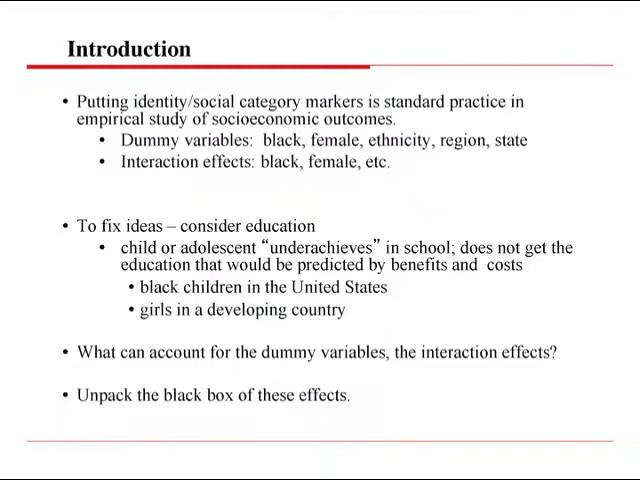 Introduction
• Putting identity/social category markers is standard practice in
empirical study of socioeconomic outcomes.
• Dummy variables: black, female, ethnicity, region, state
• Interaction effects: black, female, etc.
• To fix ideas – consider education
• child or adolescent “underachieves” in school; does not get the
education that would be predicted by benefits and costs
• black children in the United States
• girls in a developing country
• What can account for the dummy variables, the interaction effects?
• Unpack the black box of these effects.